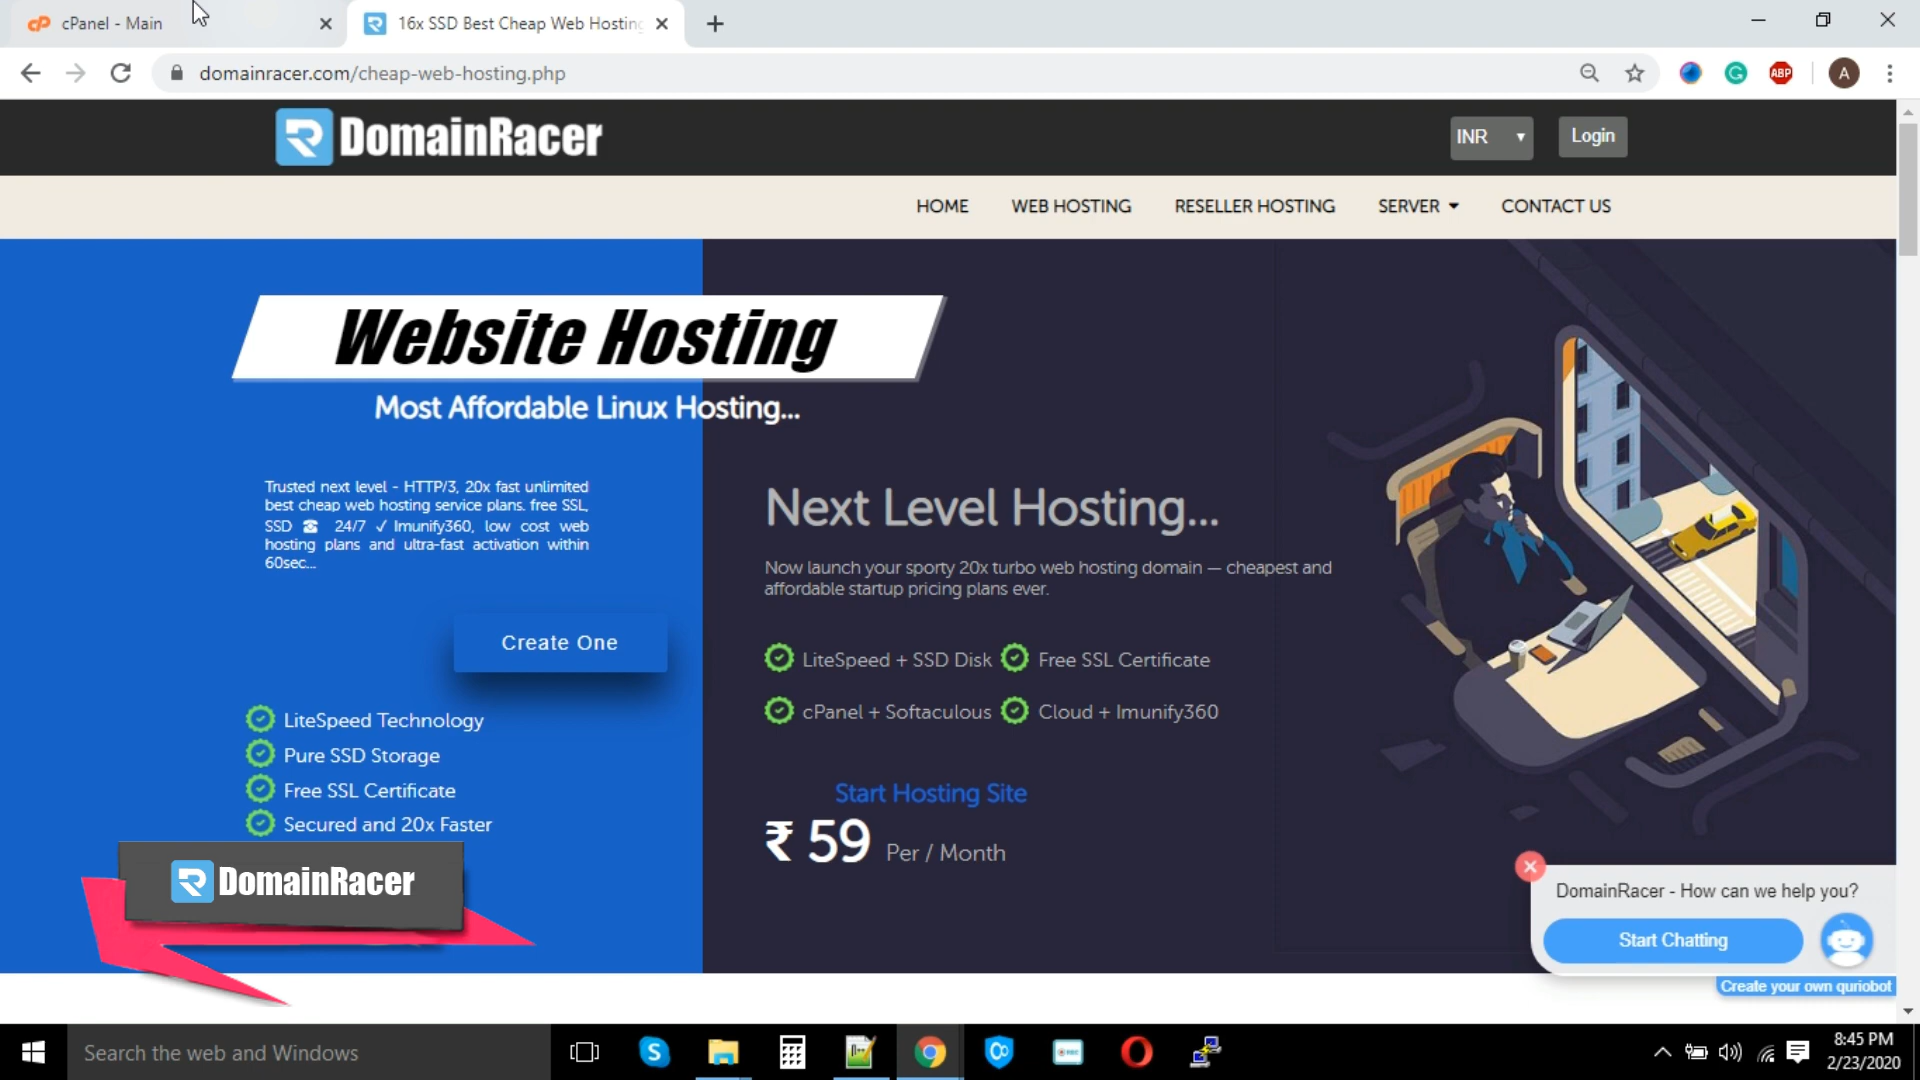 cPanel - Main
16x SSD Best Cheap Web Hosting
domainracer.com/cheap-web-hosting.php
ABP
A
DomainRacer
INR
Login
HOME
WEB HOSTING
RESELLER HOSTING
SERVER
CONTACT US
Website Hosting
Most Affordable Linux Hosting...
Trusted next level - HTTP/3, 20x fast unlimited
best cheap web hosting service plans. free SSL,
SSD ☎ 24/7 ✓ Imunify360, low cost web
hosting plans and ultra-fast activation within
60sec...
Create One
LiteSpeed Technology
Pure SSD Storage
Free SSL Certificate
Secured and 20x Faster
DomainRacer
Next Level Hosting...
Now launch your sporty 20x turbo web hosting domain — cheapest and
affordable startup pricing plans ever.
LiteSpeed + SSD Disk
Free SSL Certificate
cPanel + Softaculous
Cloud + Imunify360
Start Hosting Site
₹ 59 Per / Month
DomainRacer - How can we help you?
Start Chatting
Create your own quriobot
Search the web and Windows
8:45 PM
2/23/2020